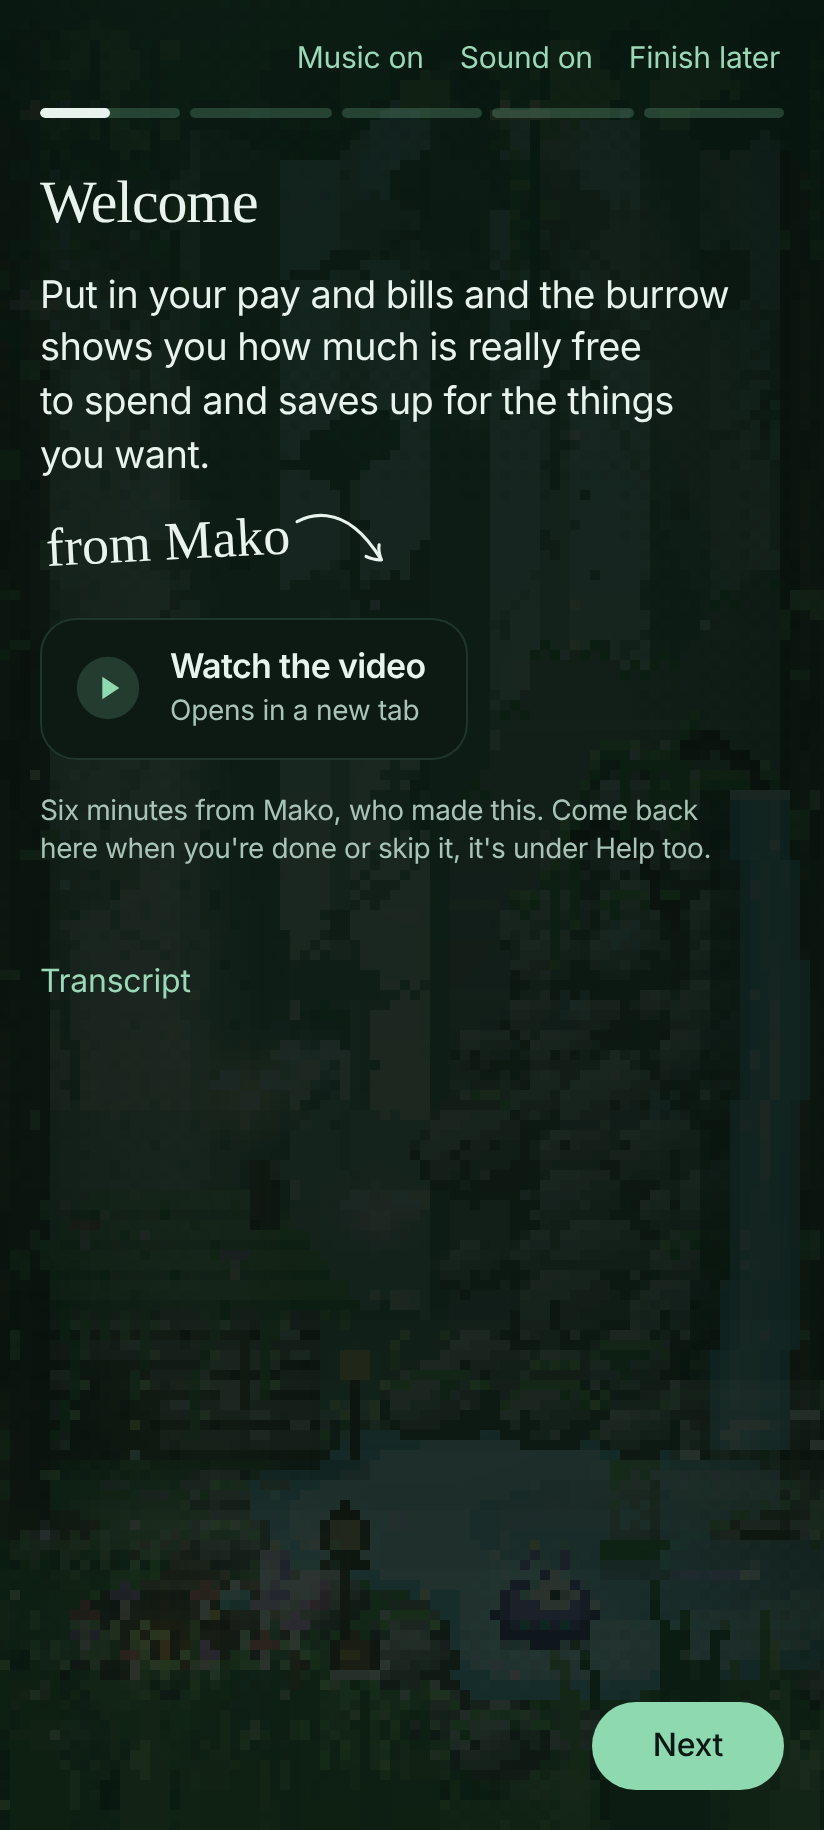 Music on Sound on Finish later
Welcome
Put in your pay and bills and the burrow
shows you how much is really free
to spend and saves up for the things
you want.
from Mako
Watch the video
Opens in a new tab
Six minutes from Mako, who made this. Come back
here when you're done or skip it, it's under Help too.
Transcript
Next